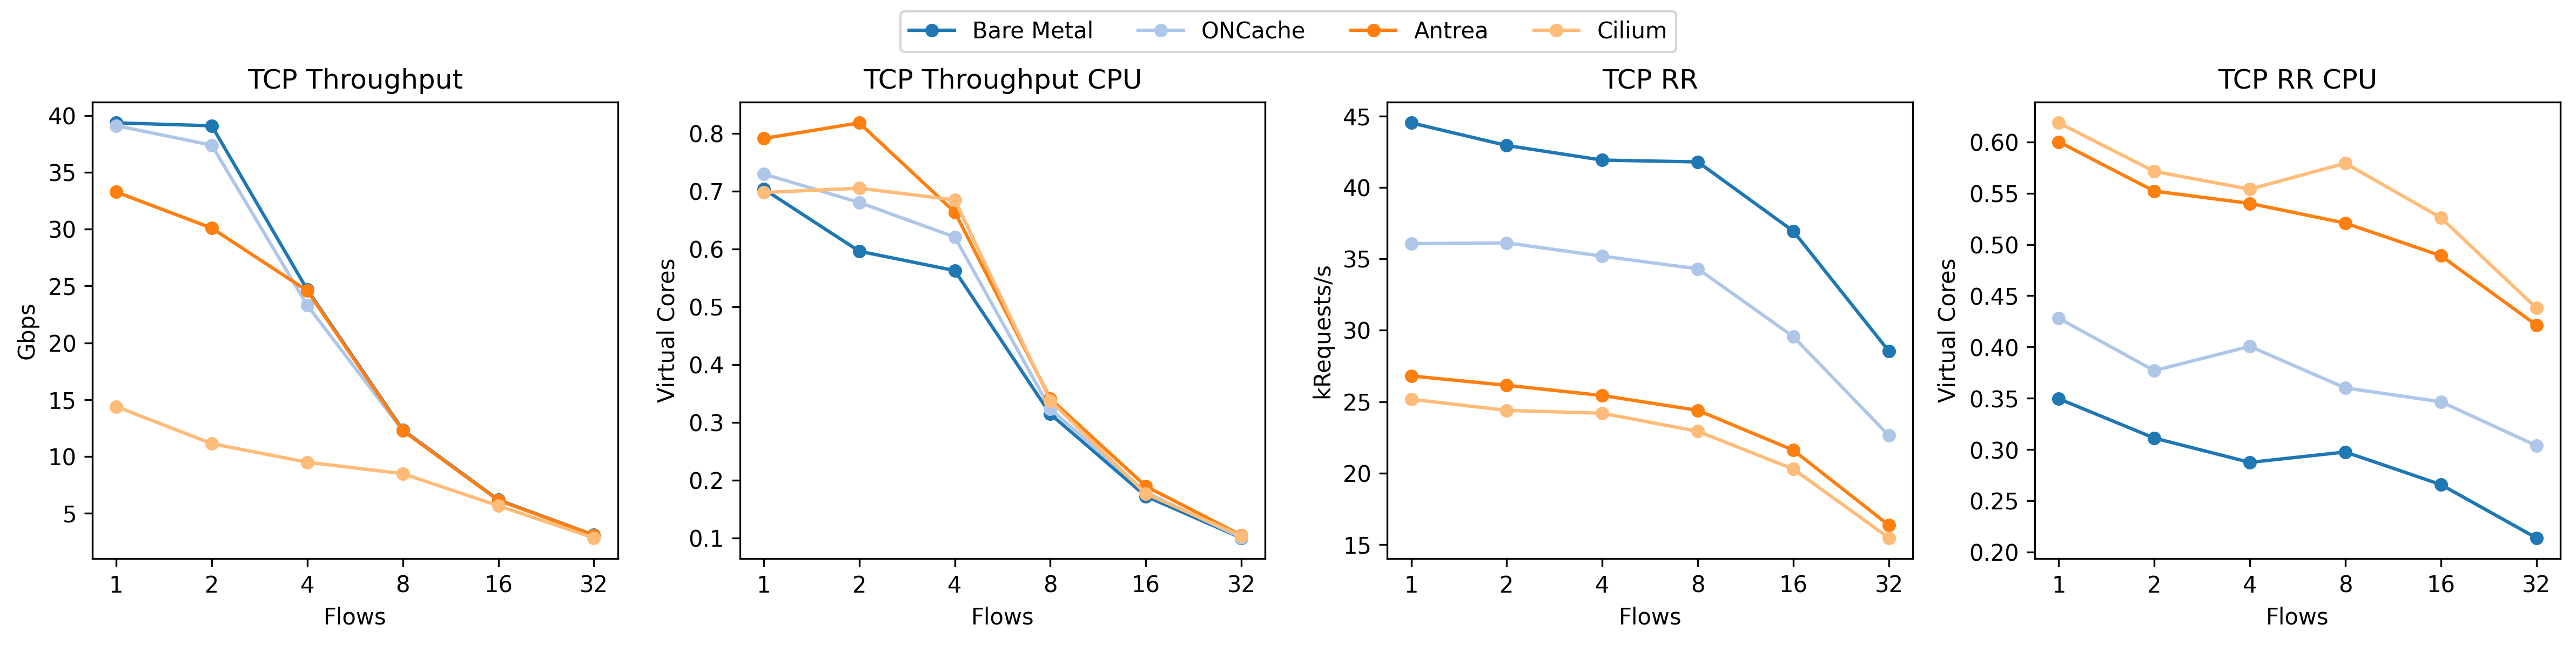 Bare Metal ONCache Antrea Cilium
TCP Throughput
40
35
30
25
20
15
10
5
Gbps
1 2 4 8 16 32
Flows
TCP Throughput CPU
0.8
0.7
0.6
0.5
0.4
0.3
0.2
0.1
Virtual Cores
1 2 4 8 16 32
Flows
TCP RR
45
40
35
30
25
20
15
kRequests/s
1 2 4 8 16 32
Flows
TCP RR CPU
0.60
0.55
0.50
0.45
0.40
0.35
0.30
0.25
0.20
Virtual Cores
1 2 4 8 16 32
Flows